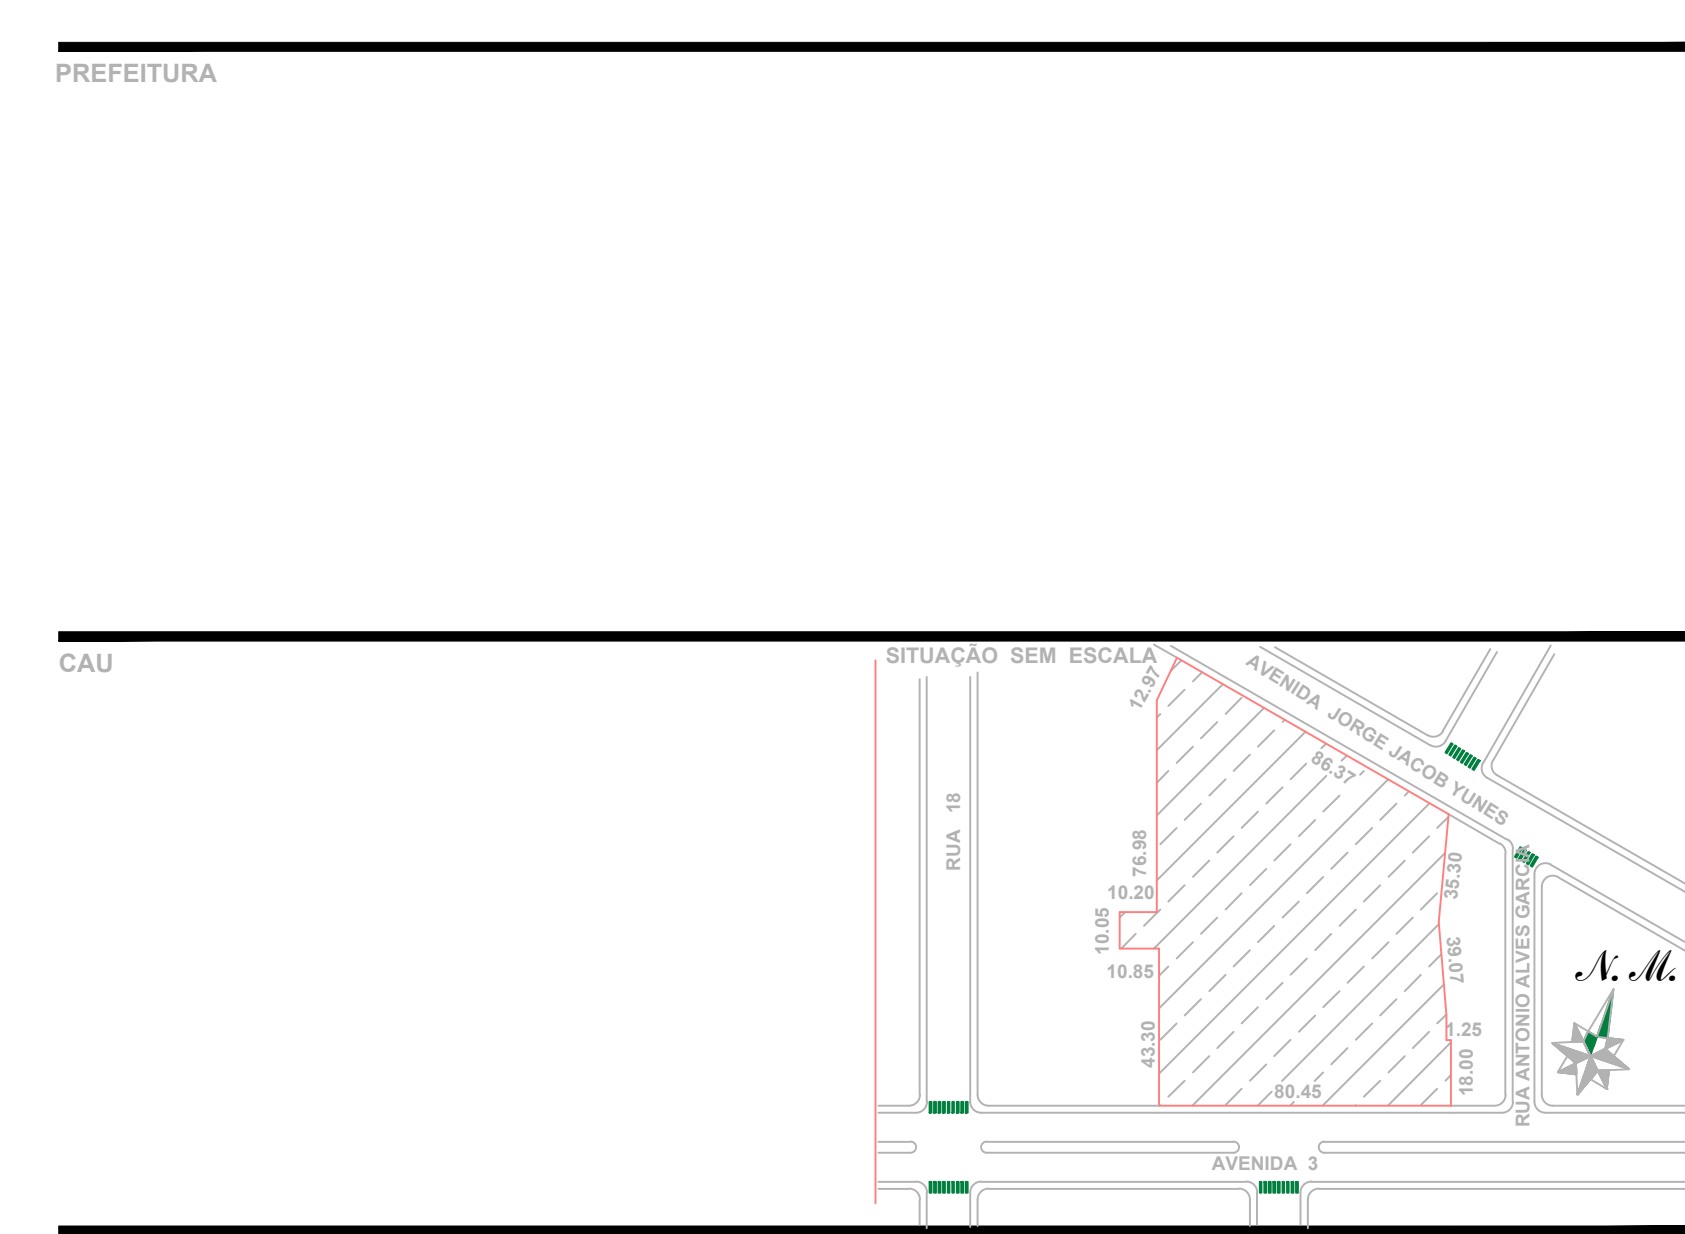 PREFEITURA
CAU
SITUAÇÃO SEM ESCALA
12.97
AVENIDA JORGE JACOB YUNES
86.37
RUA 18
76.98
10.20
10.05
10.85
43.30
35.30
39.07
1.25
18.00
80.45
RUA ANTONIO ALVES GARCIA
N. M.
AVENIDA 3